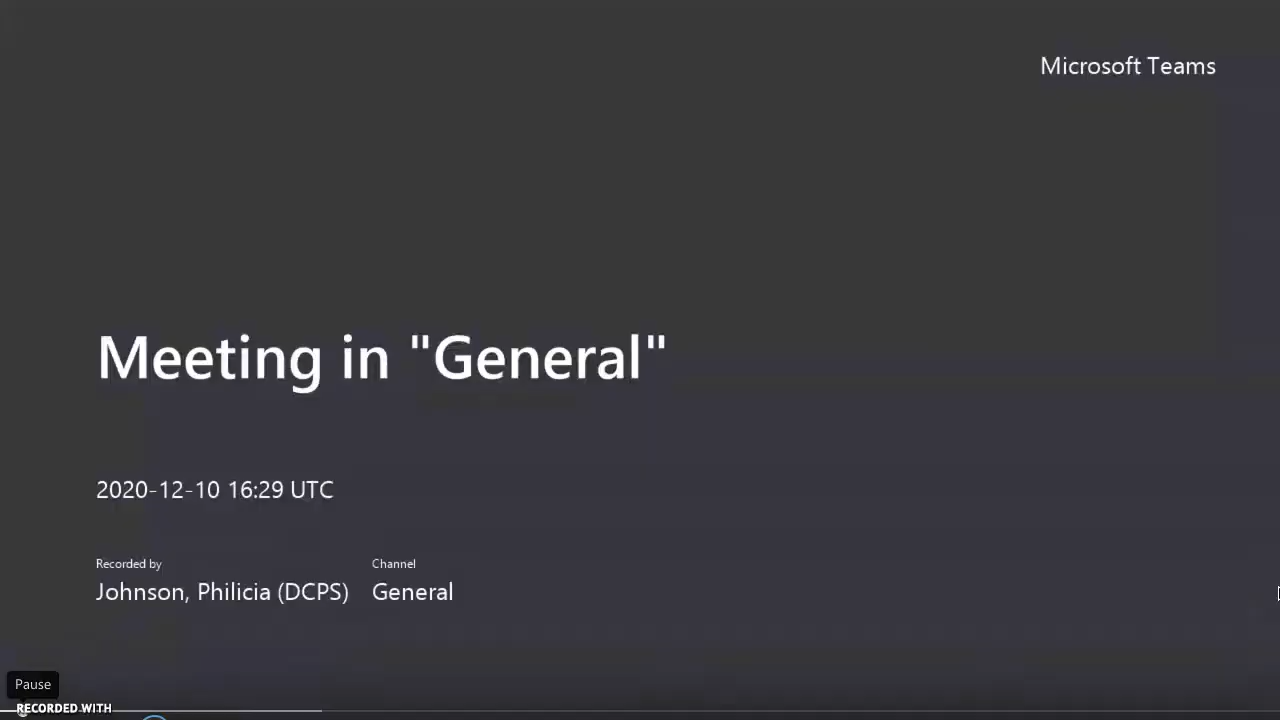 Microsoft Teams
Meeting in "General"
2020-12-10 16:29 UTC
Recorded by
Channel
Johnson, Philicia (DCPS)
General
Pause
RECORDED WITH